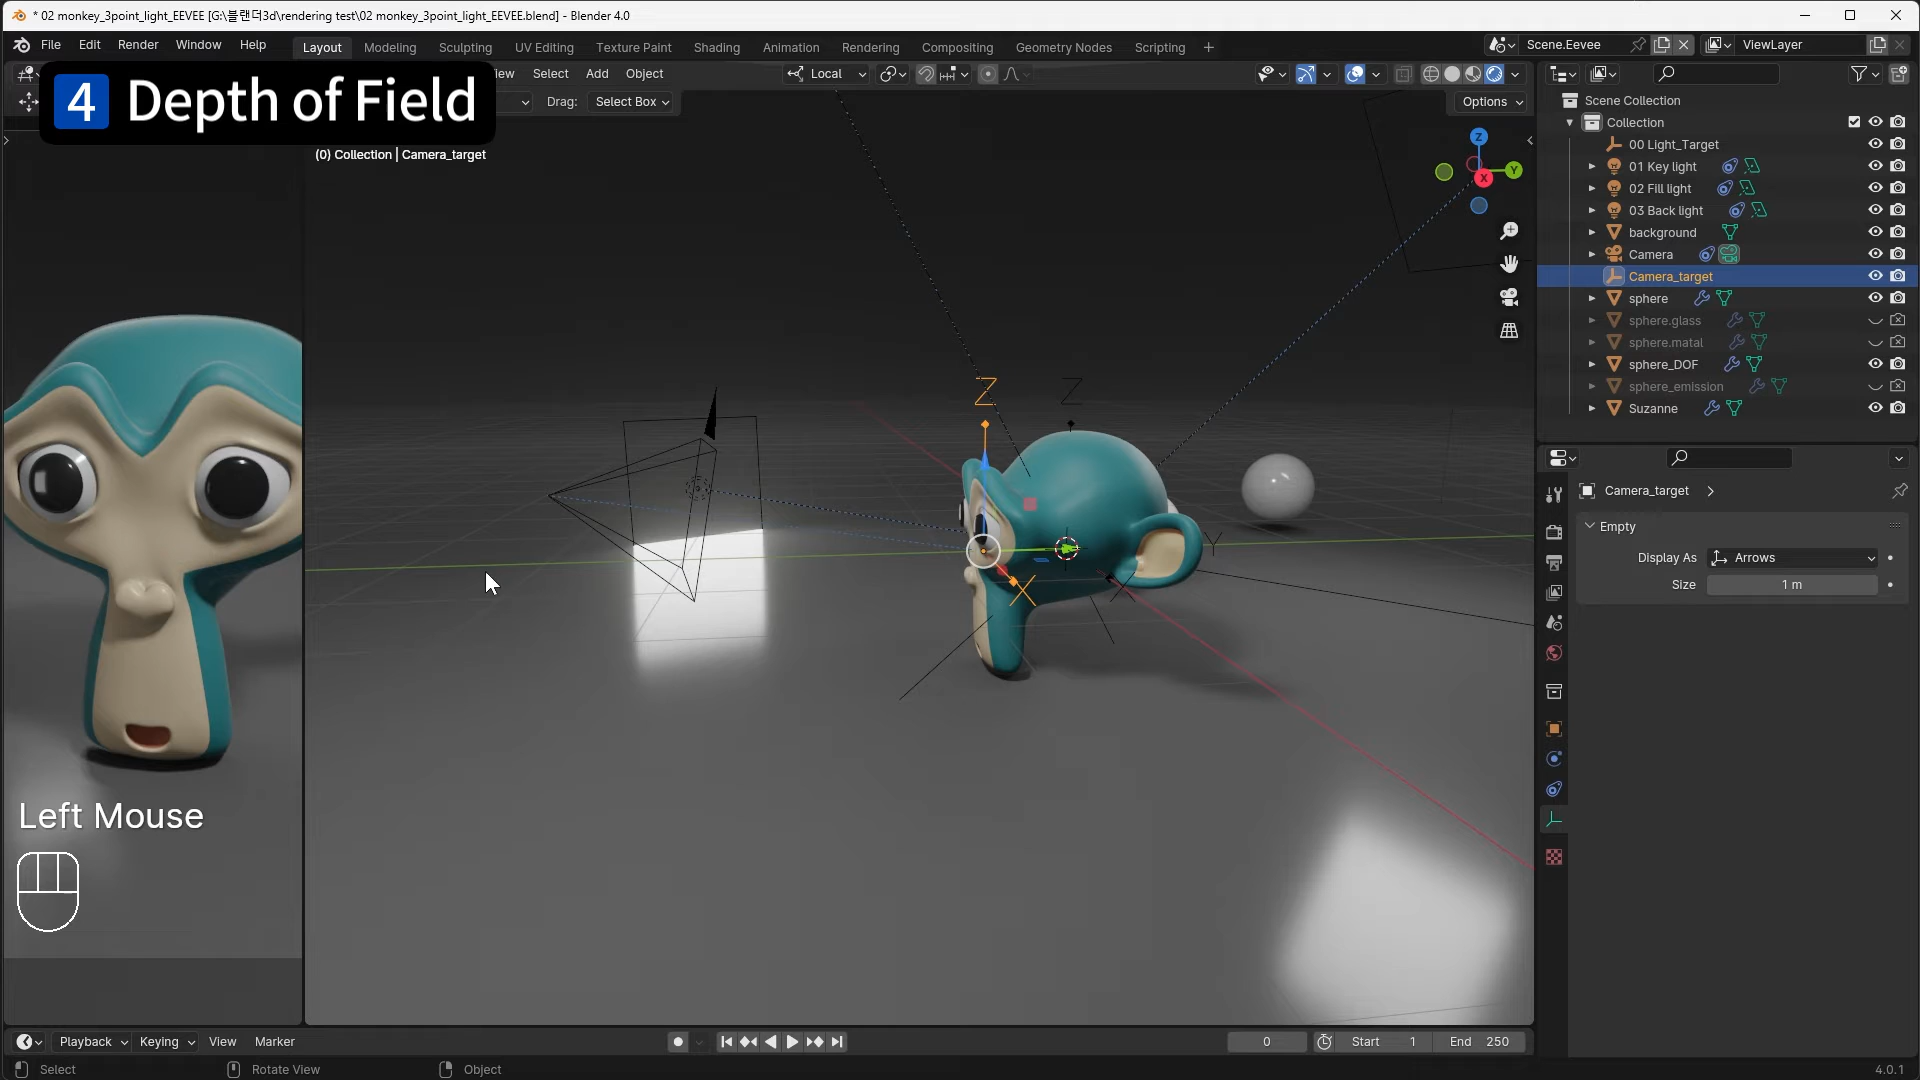 * 02 monkey_3point_light_EEVEE [G:\블랜더3d\rendering test\02 monkey_3point_light_EEVEE.blend] - Blender 4.0
File Edit Render Window Help Layout Modeling Sculpting UV Editing Texture Paint Shading Animation Rendering Compositing Geometry Nodes Scripting + Scene.Eevee ViewLayer
Select Add Object Local
4 Depth of Field
Drag: Select Box Options
(0) Collection | Camera_target
Z
Y
X
Z
Z
Y
X
X
Left Mouse
Scene Collection
Collection
00 Light_Target
01 Key light
02 Fill light
03 Back light
background
Camera
Camera_target
sphere
sphere.glass
sphere.matal
sphere_DOF
sphere_emission
Suzanne
Camera_target
Empty
Display As Arrows
Size 1 m
Playback Keying View Marker 0 Start 1 End 250
Select Rotate View Object 4.0.1